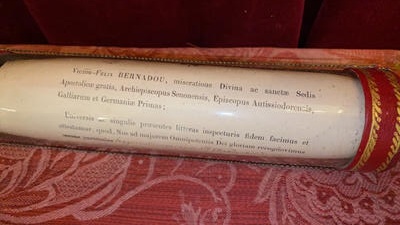 Victor-Felix BERNADOU, miseratione Divina ac sanctæ Sedis
Apostolicæ gratia, Archiepiscopus Senonensis, Episcopus Autissiodorensis,
Galliarum et Germaniæ Primas;
Universis ac singulis præsentes litteras inspecturis fidem facimus et
attestamur, quod, Nos ad majorem Omnipotentis Dei gloriam recognovimus